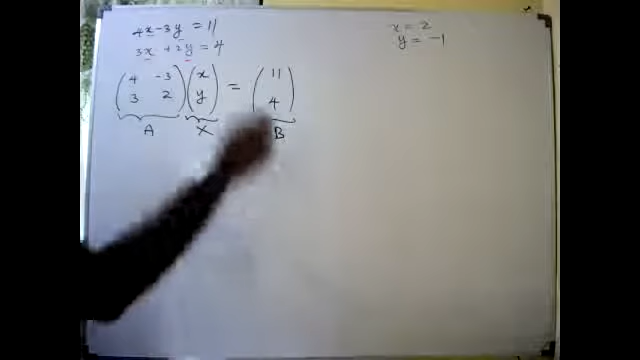 4x - 3y = 11
3x + 2y = 4
x = 2
y = -1
( 4 -3 ) ( x ) = ( 11 )
( 3 2 ) ( y ) ( 4 )
A X B